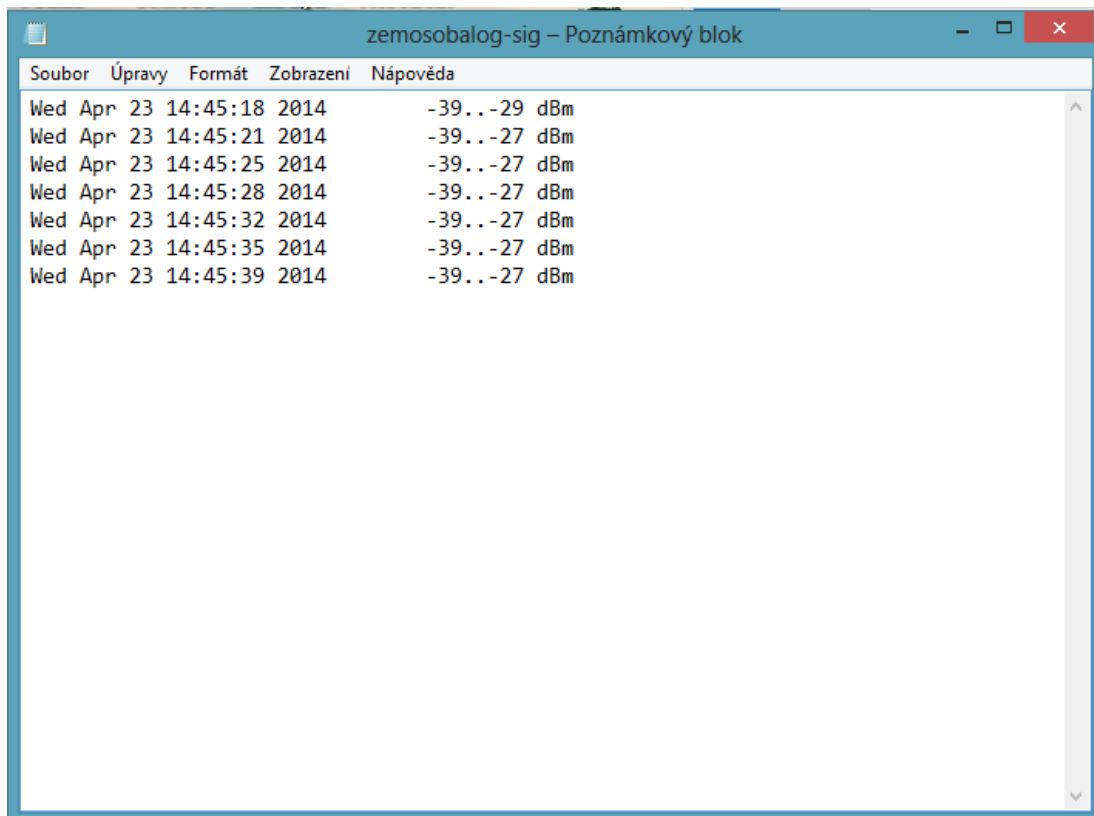 zemosobalog-sig – Poznámkový blok
Soubor Úpravy Formát Zobrazení Nápověda
Wed Apr 23 14:45:18 2014 -39..-29 dBm
Wed Apr 23 14:45:21 2014 -39..-27 dBm
Wed Apr 23 14:45:25 2014 -39..-27 dBm
Wed Apr 23 14:45:28 2014 -39..-27 dBm
Wed Apr 23 14:45:32 2014 -39..-27 dBm
Wed Apr 23 14:45:35 2014 -39..-27 dBm
Wed Apr 23 14:45:39 2014 -39..-27 dBm